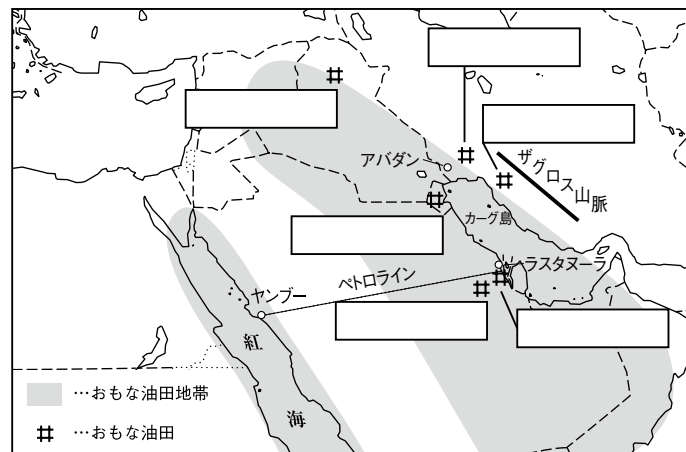 ザグロス山脈
アバダン
カーグ島
ラスタヌーラ
ペトロライン
ヤンブー
紅
海
…おもな油田地帯
…おもな油田